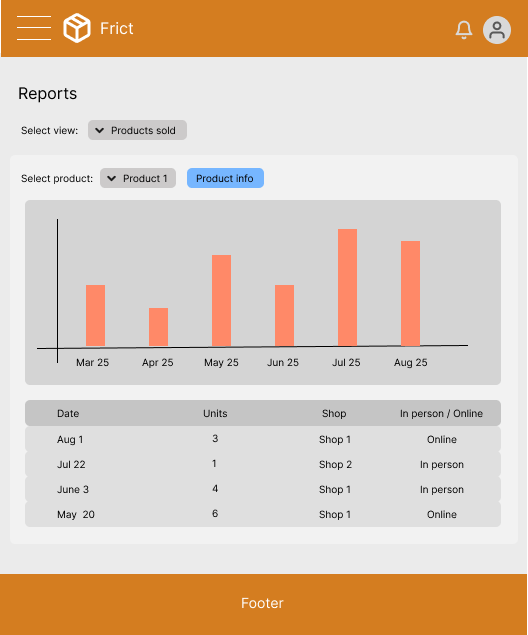 Frict
Reports
Select view: Products sold
Select product: Product 1 Product info
Mar 25 Apr 25 May 25 Jun 25 Jul 25 Aug 25
Date Units Shop In person / Online
Aug 1 3 Shop 1 Online
Jul 22 1 Shop 2 In person
June 3 4 Shop 1 In person
May 20 6 Shop 1 Online
Footer